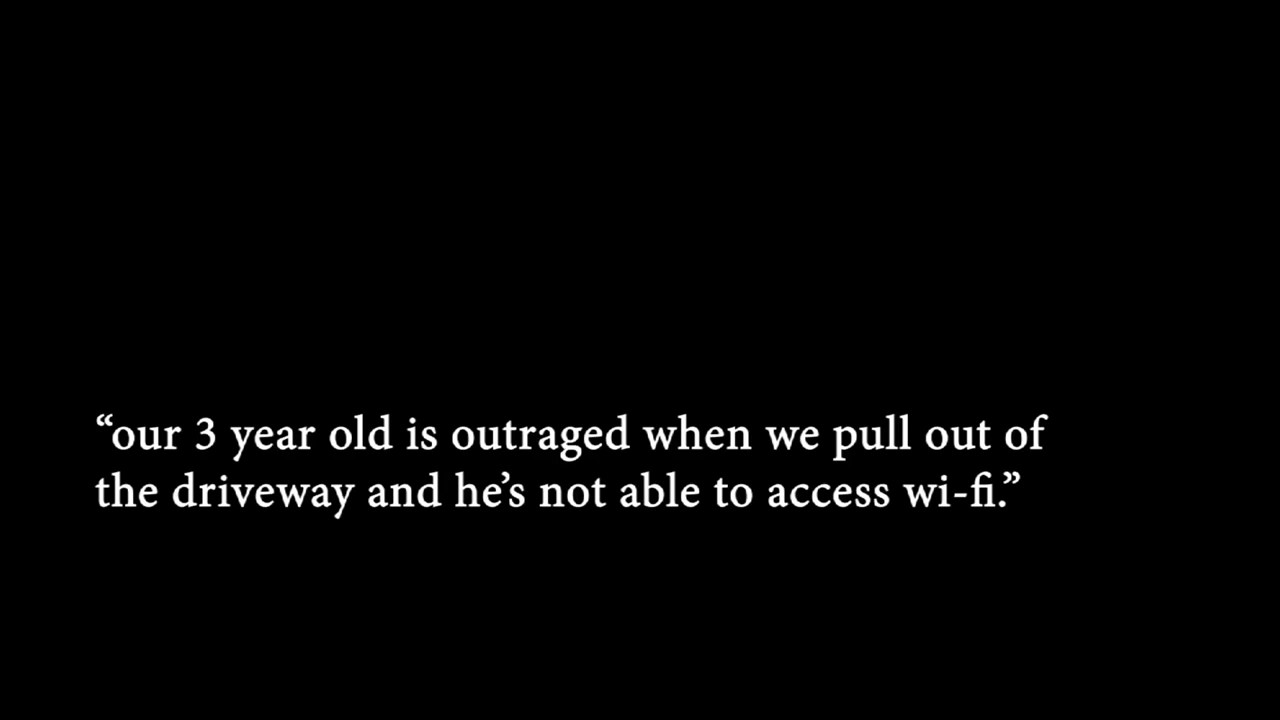 “our 3 year old is outraged when we pull out of
the driveway and he’s not able to access wi-fi.”